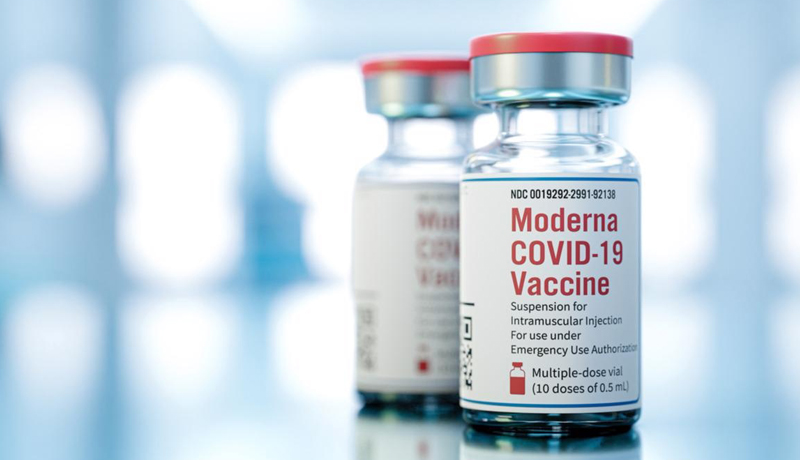 NDC 0019292-2991-92138
Moderna
COVID-19
Vaccine
Suspension for
Intramuscular Injection
For use under
Emergency Use Authorization
Multiple-dose vial
(10 doses of 0.5 mL)